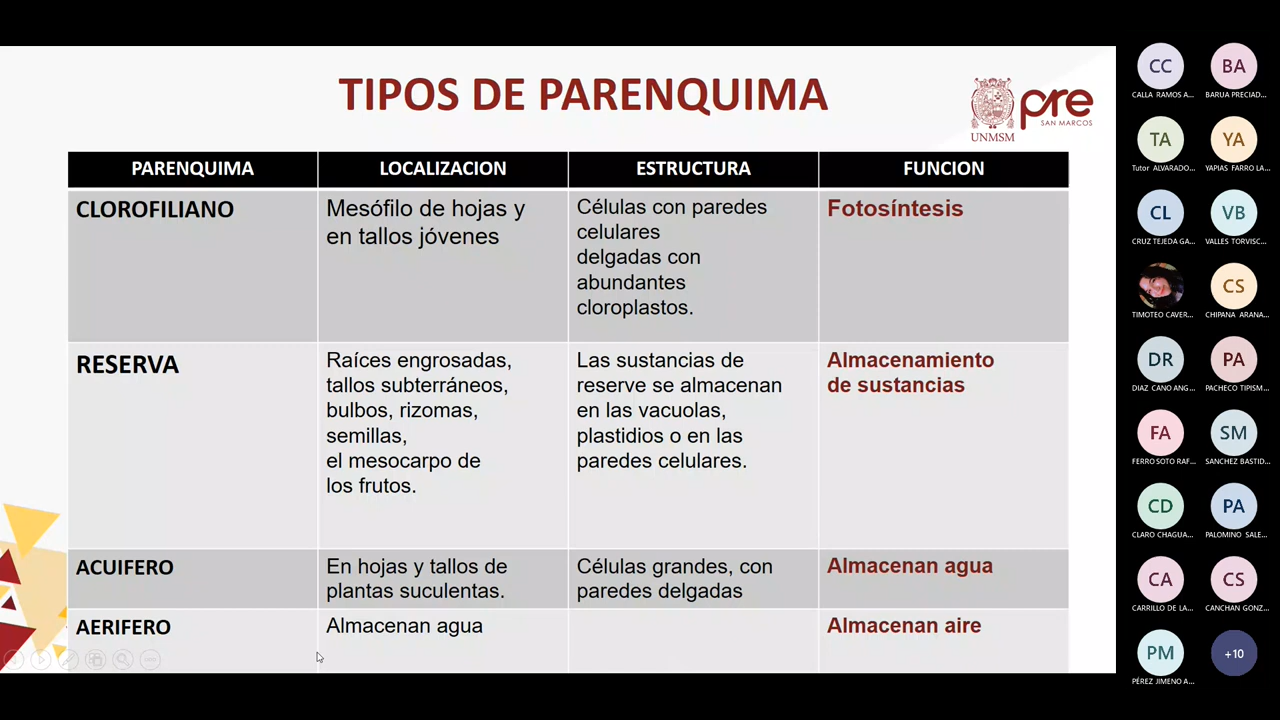 TIPOS DE PARENQUIMA
UNMSM
pre
SAN MARCOS
PARENQUIMA
LOCALIZACION
ESTRUCTURA
FUNCION
CLOROFILIANO
Mesófilo de hojas y
en tallos jóvenes
Células con paredes
celulares
delgadas con
abundantes
cloroplastos.
Fotosíntesis
RESERVA
Raíces engrosadas,
tallos subterráneos,
bulbos, rizomas,
semillas,
el mesocarpo de
los frutos.
Las sustancias de
reserve se almacenan
en las vacuolas,
plastidios o en las
paredes celulares.
Almacenamiento
de sustancias
ACUIFERO
En hojas y tallos de
plantas suculentas.
Células grandes, con
paredes delgadas
Almacenan agua
AERIFERO
Almacenan agua
Almacenan aire
CC
CALLA RAMOS A...
BA
BARUA PRECIAD...
TA
Tutor ALVARADO...
YA
YAPIAS FARRO LA...
CL
CRUZ TEJEDA GA...
VB
VALLES TORVISC...
TIMOTEO CAVER...
CS
CHIPANA ARANA...
DR
DIAZ CANO ANG...
PA
PACHECO TIPISM...
FA
FERRO SOTO RAF...
SM
SANCHEZ BASTID...
CD
CLARO CHAGUA...
PA
PALOMINO SALE...
CA
CARRILLO DE LA...
CS
CANCHAN GONZ...
PM
PÉREZ JIMENO A...
+10